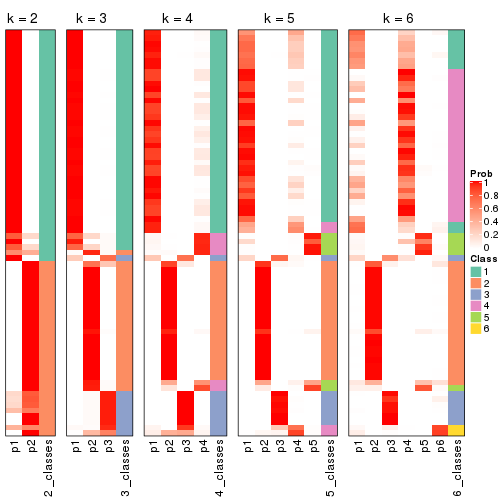 k = 2
k = 3
k = 4
k = 5
k = 6
p1
p2
2_classes
p1
p2
p3
3_classes
p1
p2
p3
p4
4_classes
p1
p2
p3
p4
p5
5_classes
p1
p2
p3
p4
p5
p6
6_classes
Prob
1
0.8
0.6
0.4
0.2
0
Class
1
2
3
4
5
6